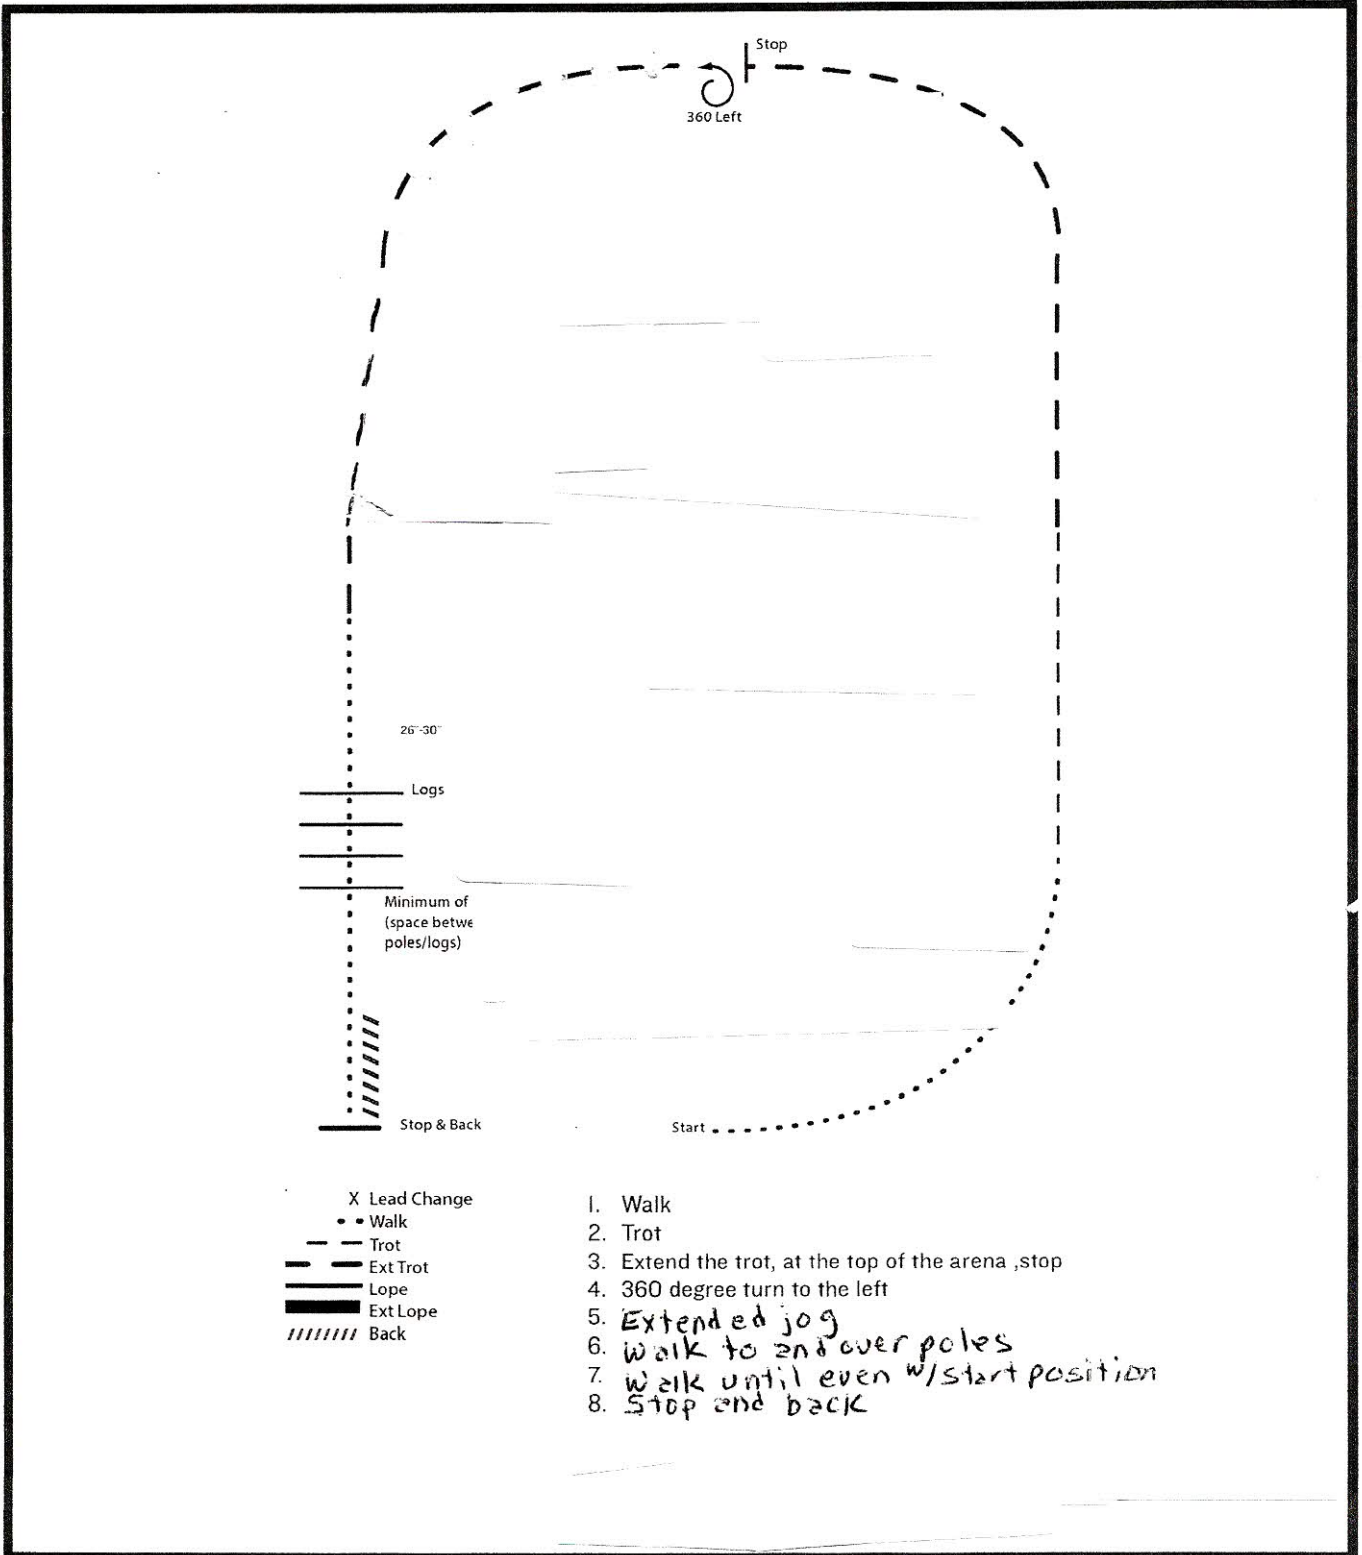 Stop
360 Left
26"-30"
Logs
Minimum of
(space betwe
poles/logs)
Stop & Back
Start
X Lead Change
Walk
Trot
Ext Trot
Lope
Ext Lope
Back
1. Walk
2. Trot
3. Extend the trot, at the top of the arena ,stop
4. 360 degree turn to the left
5. Extended jog
6. Walk to and over poles
7. Walk until even w/start position
8. Stop and back